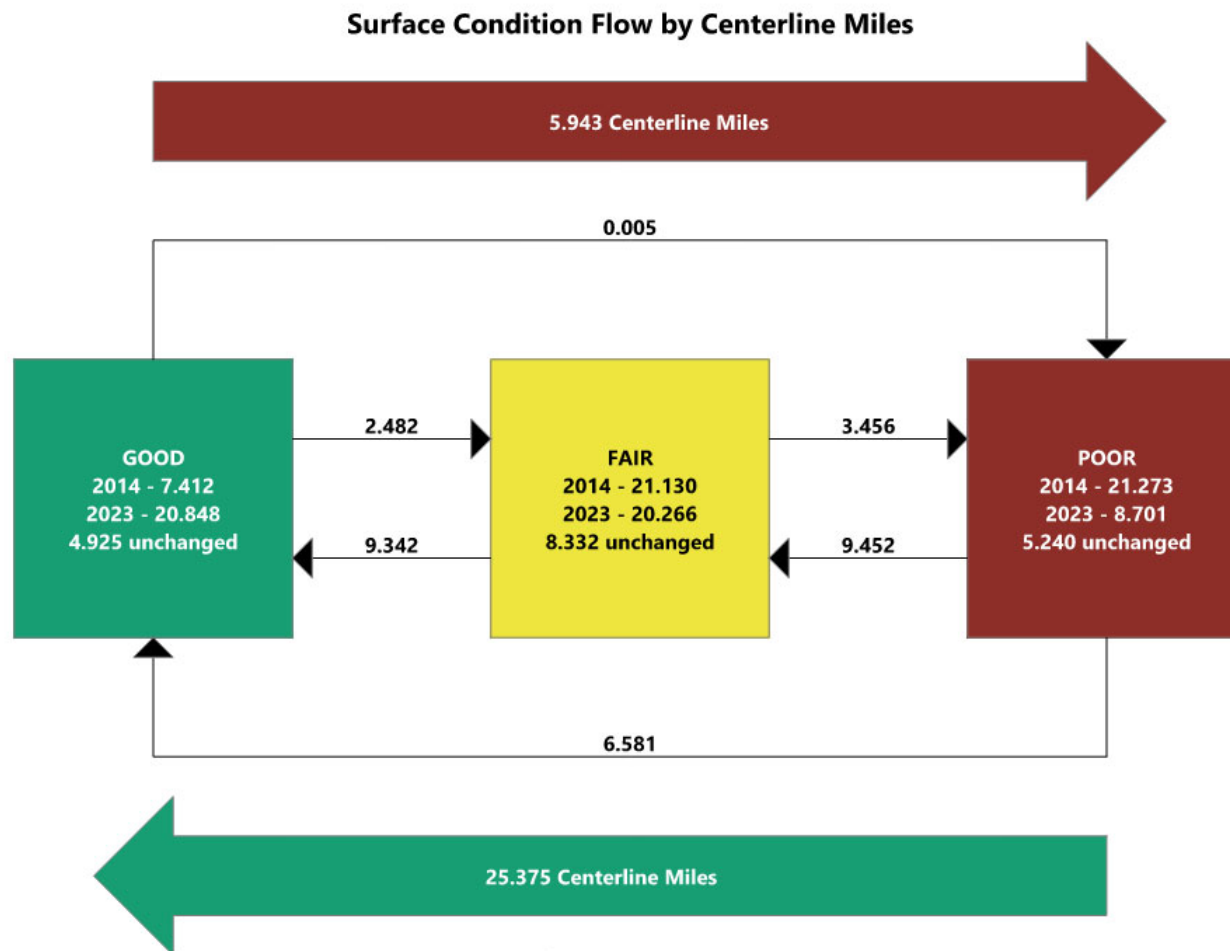 Surface Condition Flow by Centerline Miles
5.943 Centerline Miles
0.005
GOOD
2014 - 7.412
2023 - 20.848
4.925 unchanged
2.482
9.342
FAIR
2014 - 21.130
2023 - 20.266
8.332 unchanged
3.456
9.452
POOR
2014 - 21.273
2023 - 8.701
5.240 unchanged
6.581
25.375 Centerline Miles